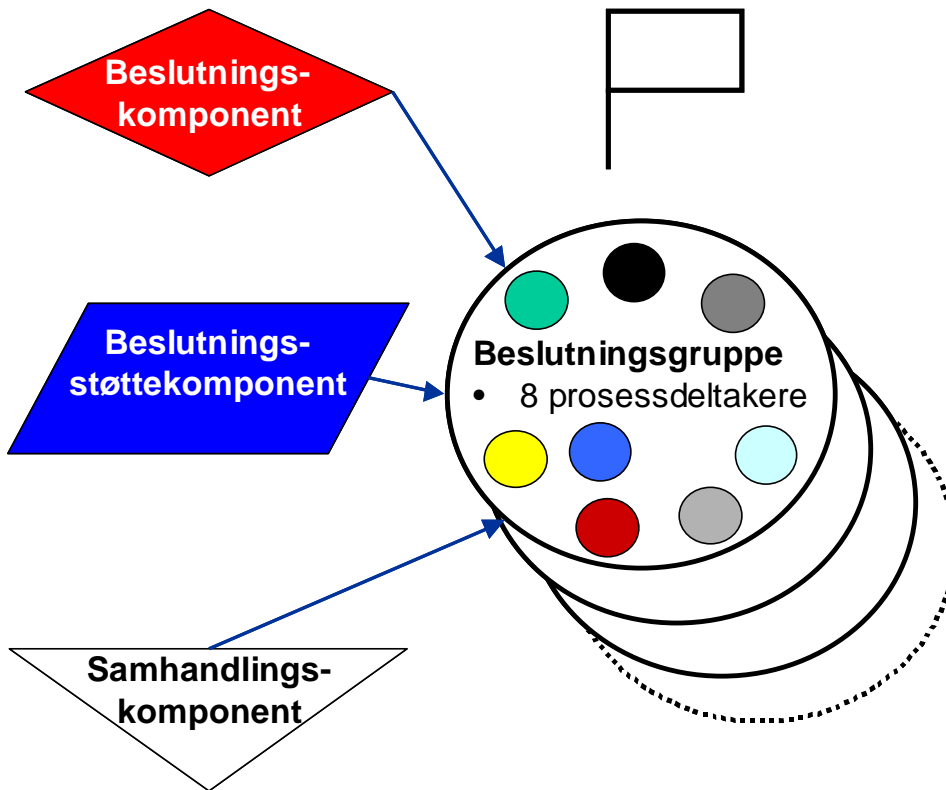 Beslutnings-
komponent
Beslutnings-
støttekomponent
Beslutningsgruppe
• 8 prosessdeltakere
Samhandlings-
komponent